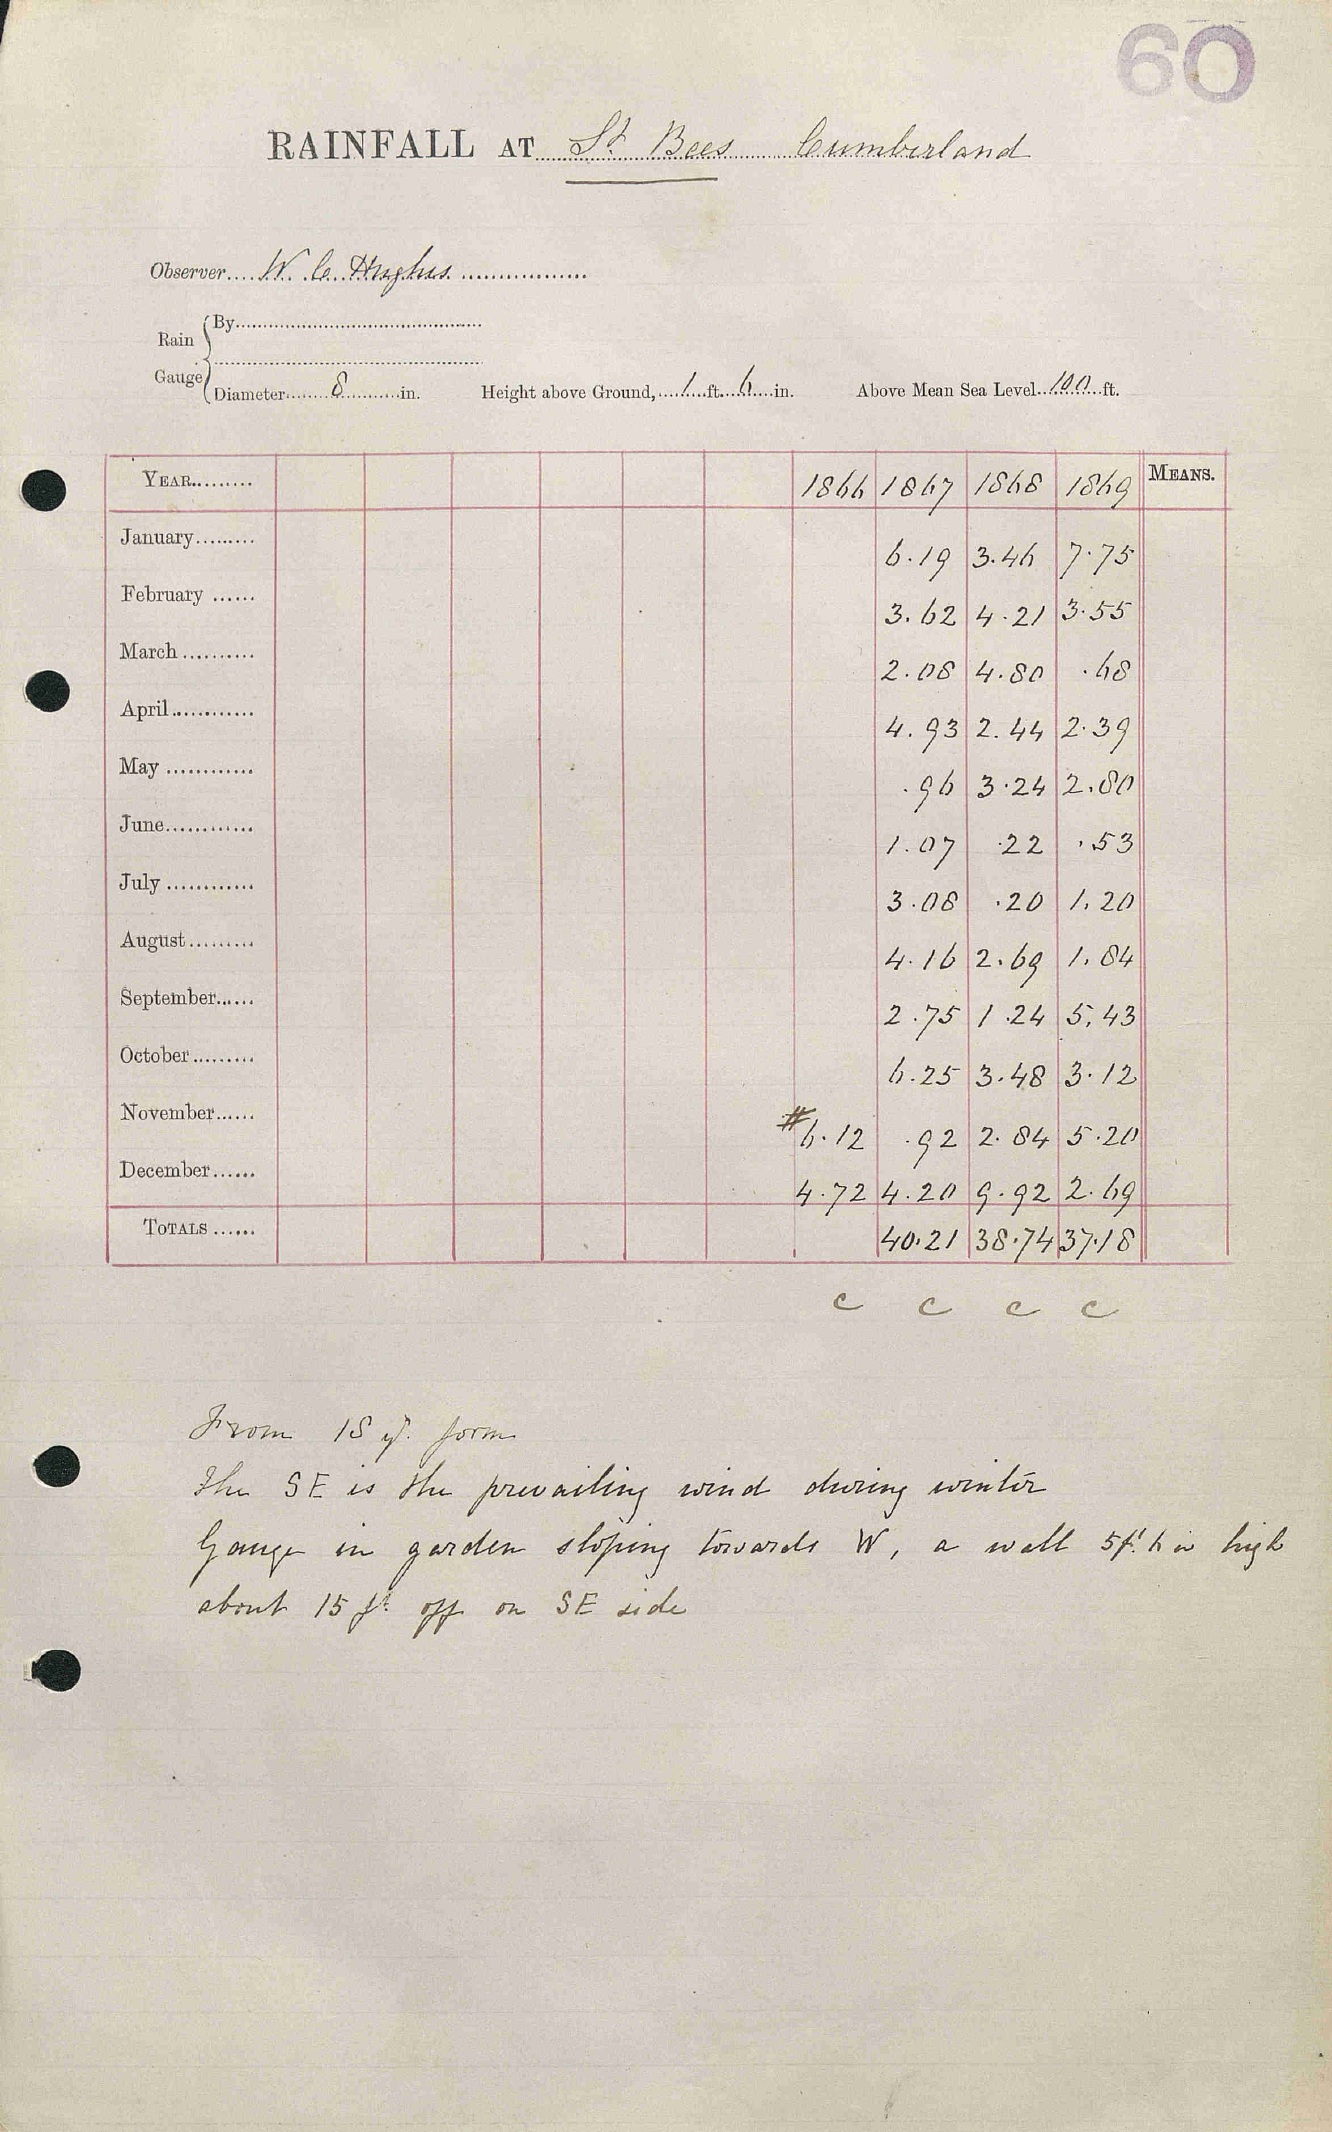 60
RAINFALL AT St Bees Cumberland
Observer W. C. Hughes
Rain Gauge
By
Diameter 8 in. Height above Ground, 1 ft. 6 in. Above Mean Sea Level 100 ft.
YEAR 1866 1867 1868 1869 MEANS.
January 6.19 3.46 7.75
February 3.62 4.21 3.55
March 2.08 4.80 .68
April 4.93 2.44 2.39
May .96 3.24 2.80
June 1.07 .22 .53
July 3.08 .20 1.20
August 4.16 2.69 1.84
September 2.75 1.24 5.43
October 6.25 3.48 3.12
November #6.12 .92 2.84 5.20
December 4.72 4.20 9.92 2.69
TOTALS 40.21 38.74 37.18
c c c c
From 18 form
The SE is the prevailing wind during winter
Gauge in garden sloping towards W, a wall 5ft. 6 in high
about 15 ft. off on SE side